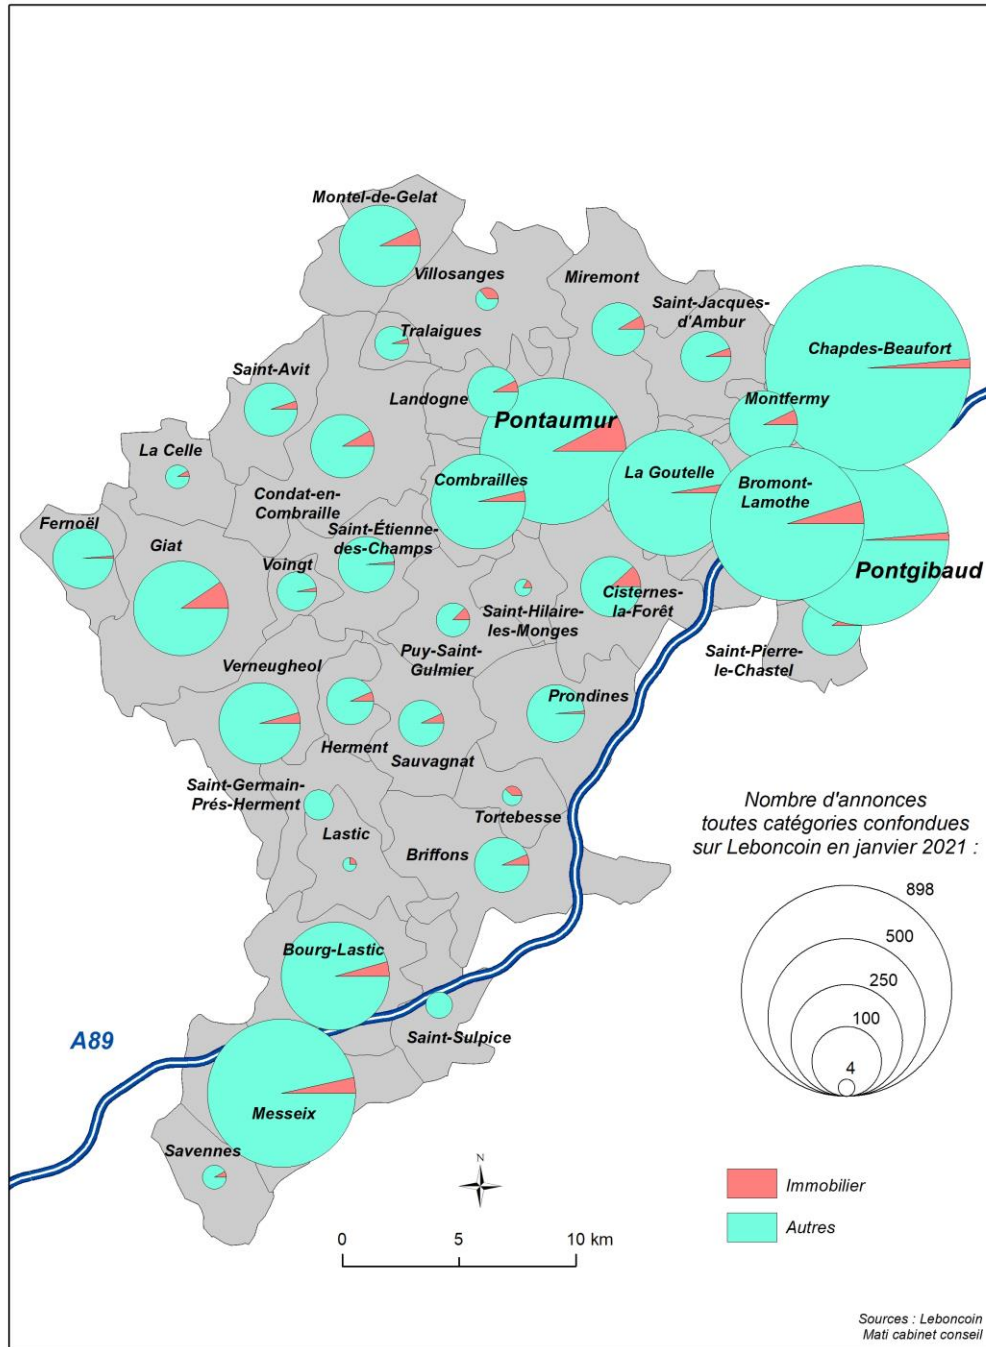 Montel-de-Gelat
Villosanges
Miremont
Saint-Jacques-
d'Ambur
Tralaigues
Chapdes-Beaufort
Saint-Avit
Landogne
Montfermy
Pontaumur
La Celle
La Goutelle
Combrailles
Bromont-
Lamothe
Condat-en-
Combraille
Fernoël
Giat
Saint-Étienne-
des-Champs
Voingt
Pontgibaud
Cisternes-
la-Forêt
Saint-Hilaire-
les-Monges
Puy-Saint-
Gulmier
Saint-Pierre-
le-Chastel
Verneugheol
Prondines
Herment
Sauvagnat
Saint-Germain-
Prés-Herment
Tortebesse
Lastic
Briffons
Nombre d'annonces
toutes catégories confondues
sur Leboncoin en janvier 2021 :
898
500
250
100
4
Bourg-Lastic
Saint-Sulpice
A89
Messeix
Savennes
N
Immobilier
Autres
0 5 10 km
Sources : Leboncoin
Mati cabinet conseil